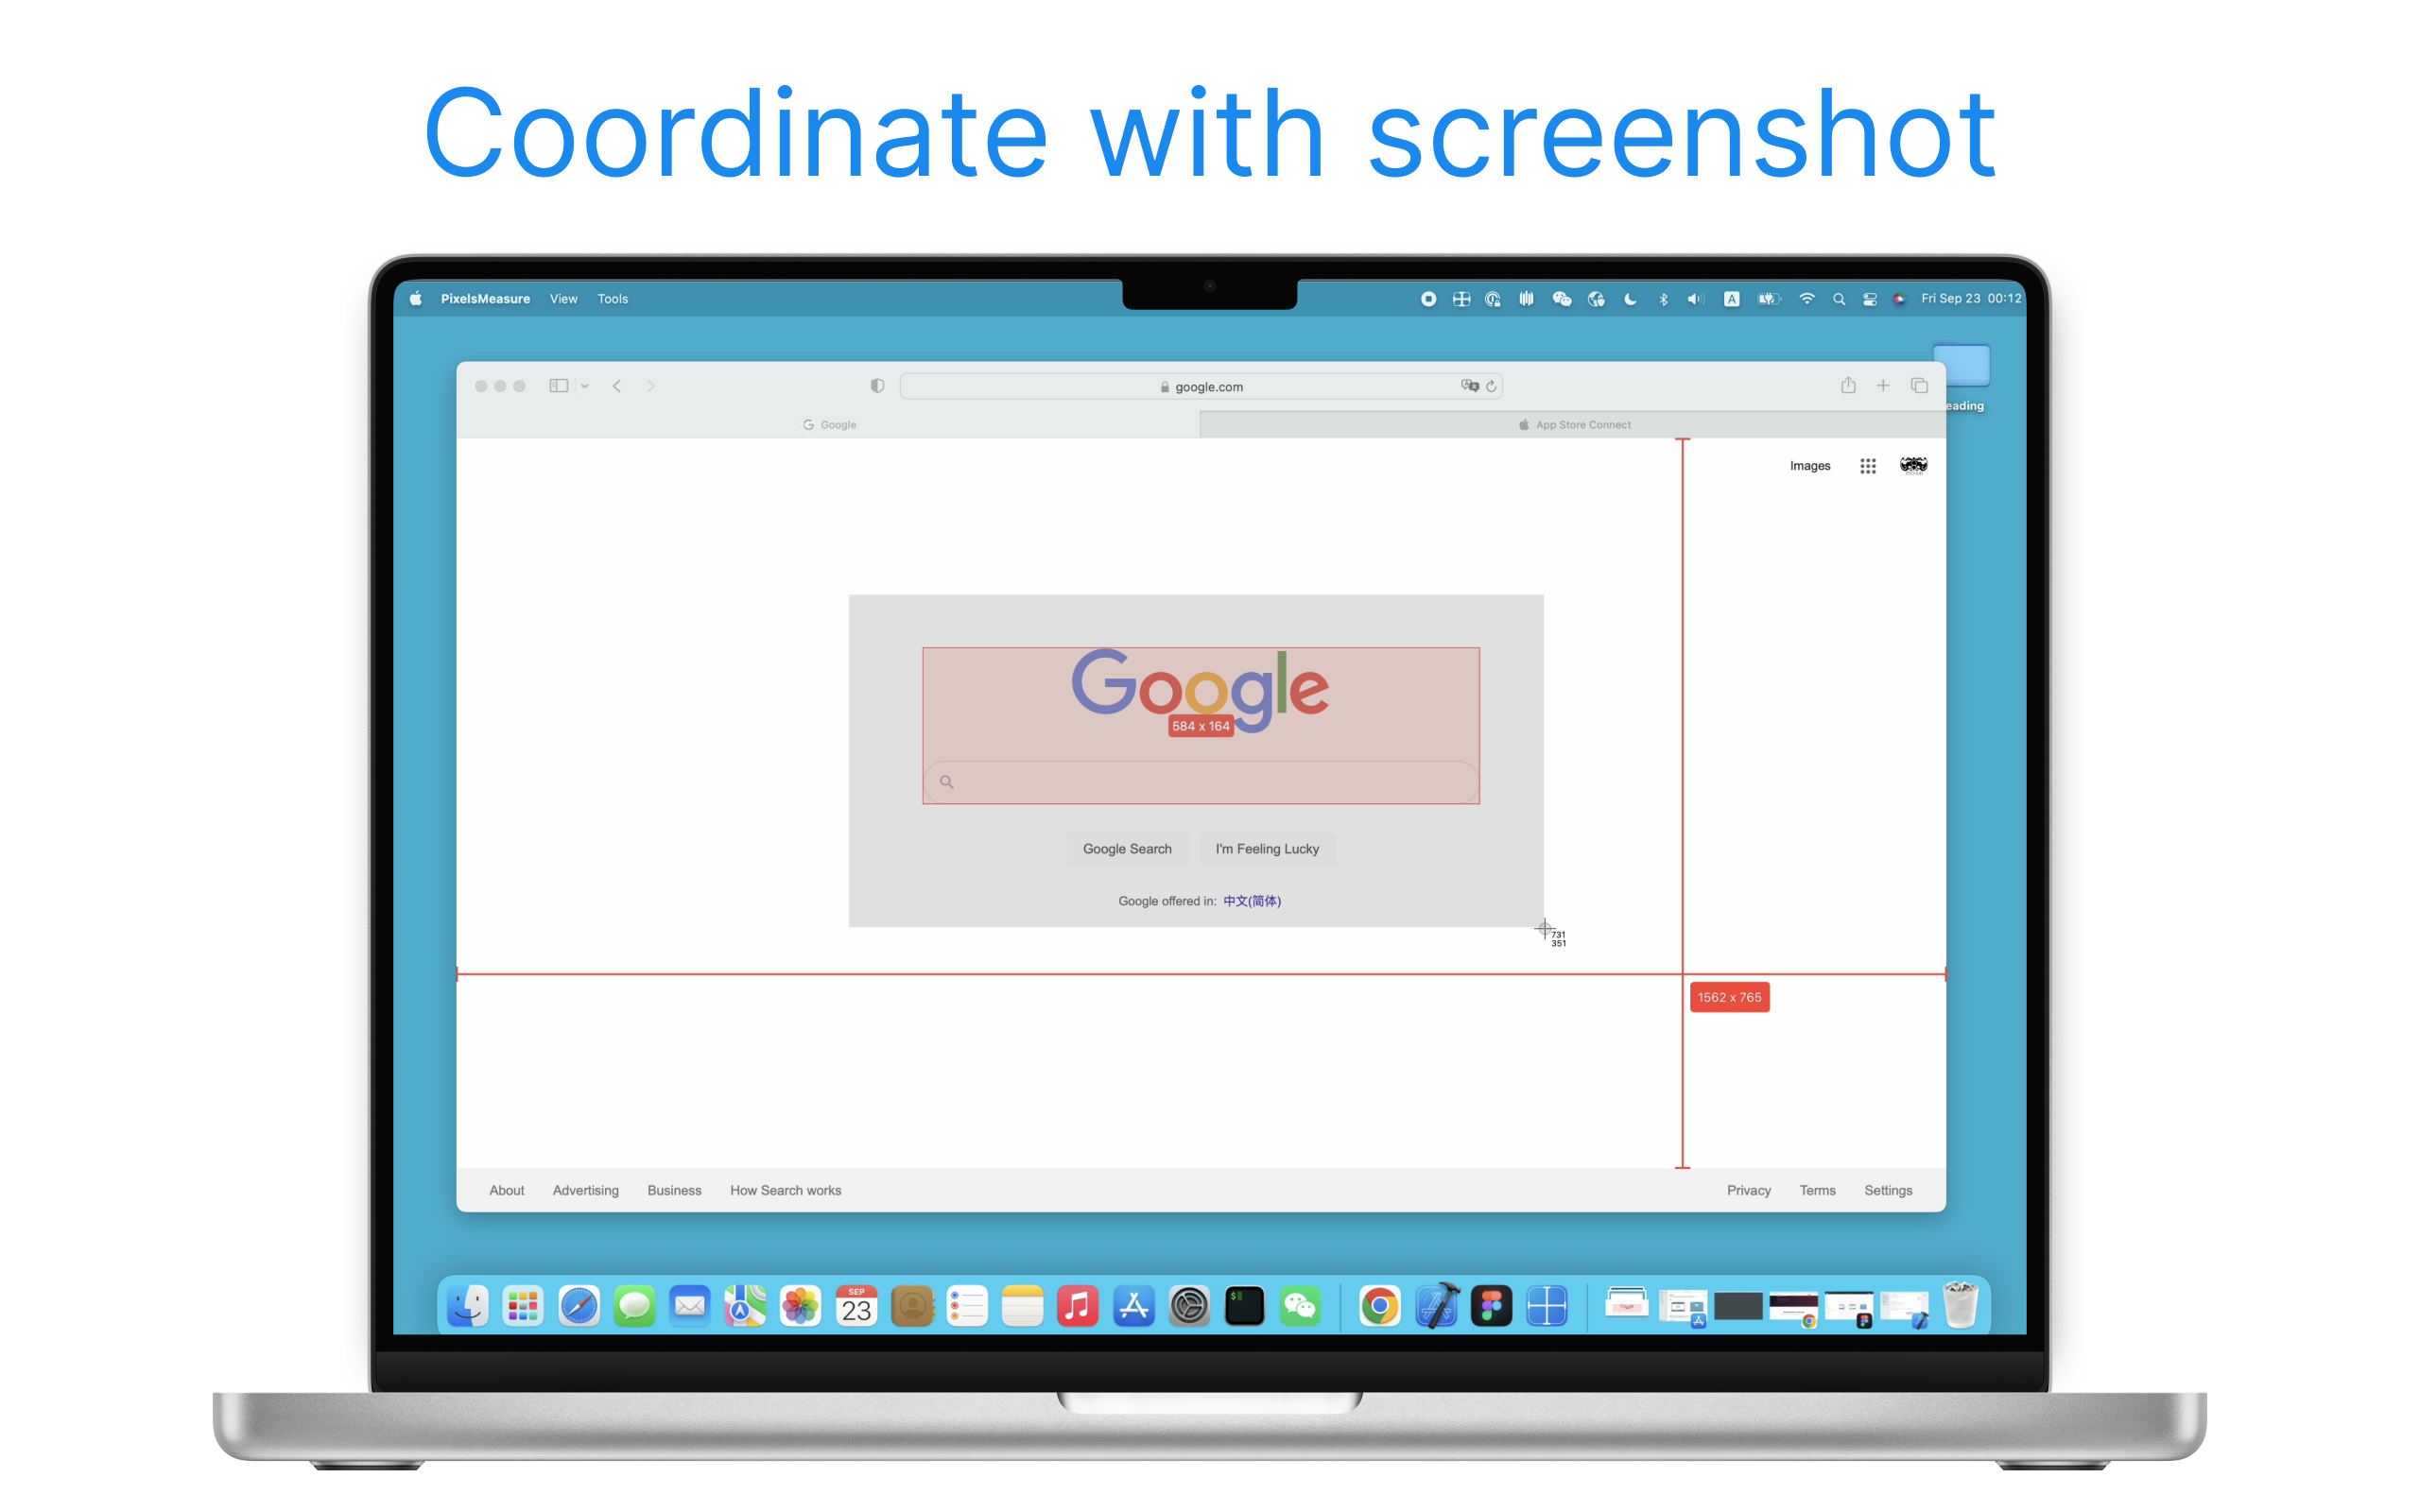 Coordinate with screenshot
PixelsMeasure View Tools
A
Fri Sep 23 00:12
google.com
eading
Google
App Store Connect
Images
Google
584 x 164
Google Search
I'm Feeling Lucky
Google offered in: 中文(简体)
731
351
1562 x 765
About Advertising Business How Search works
Privacy Terms Settings
SEP
23
$